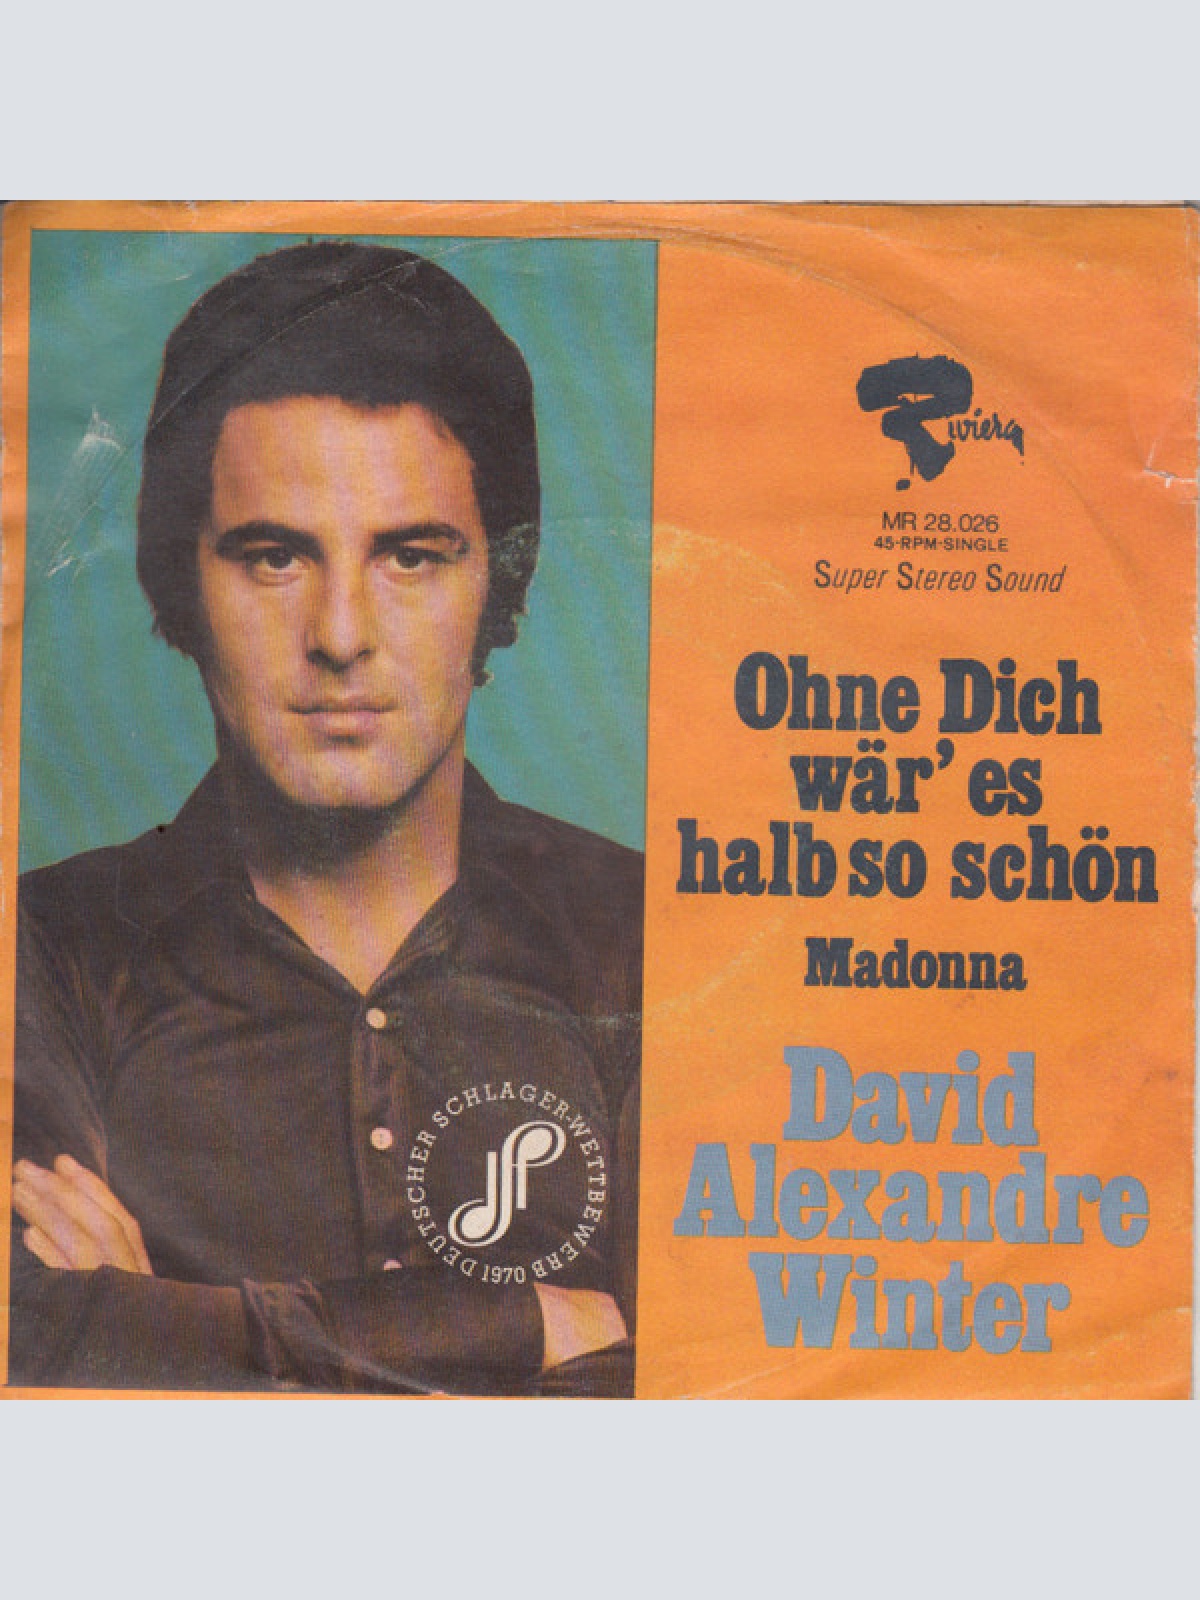 Riviera
MR 28.026
45-RPM-SINGLE
Super Stereo Sound
Ohne Dich
wär' es
halb so schön
Madonna
David
Alexandre
Winter
DEUTSCHER SCHLAGER-WETTBEWERB 1970